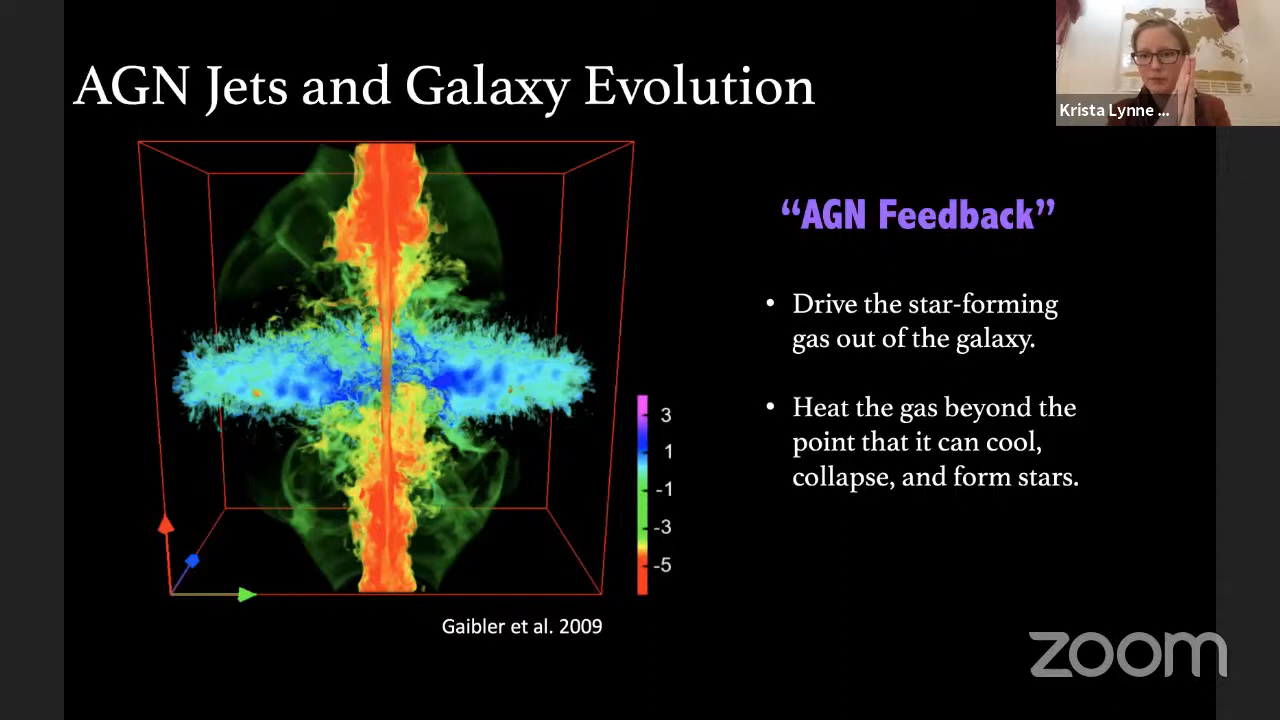 AGN Jets and Galaxy Evolution
Krista Lynne ...
“AGN Feedback”
• Drive the star-forming
gas out of the galaxy.
• Heat the gas beyond the
point that it can cool,
collapse, and form stars.
3
1
-1
-3
-5
Gaibler et al. 2009
zoom